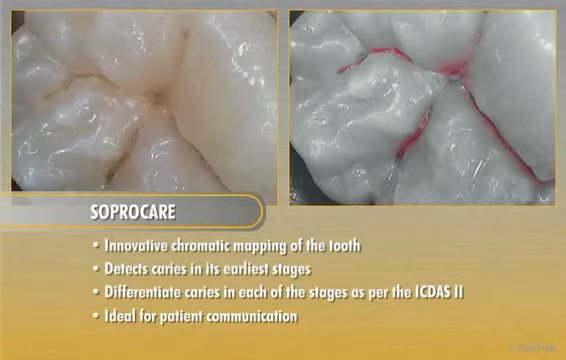 SOPROCARE
• Innovative chromatic mapping of the tooth
• Detects caries in its earliest stages
• Differentiate caries in each of the stages as per the ICDAS II
• Ideal for patient communication